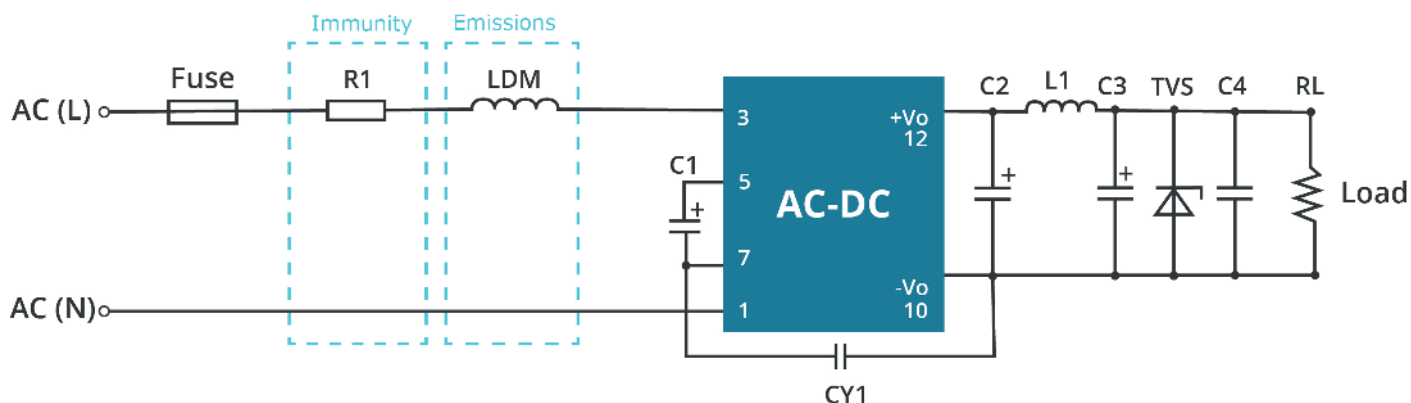 Immunity
Emissions
Fuse
R1
LDM
C2
L1
C3
TVS
C4
RL
AC (L)
3
+Vo
12
C1
5
+
+
+
AC-DC
Load
7
-Vo
10
AC (N)
1
CY1